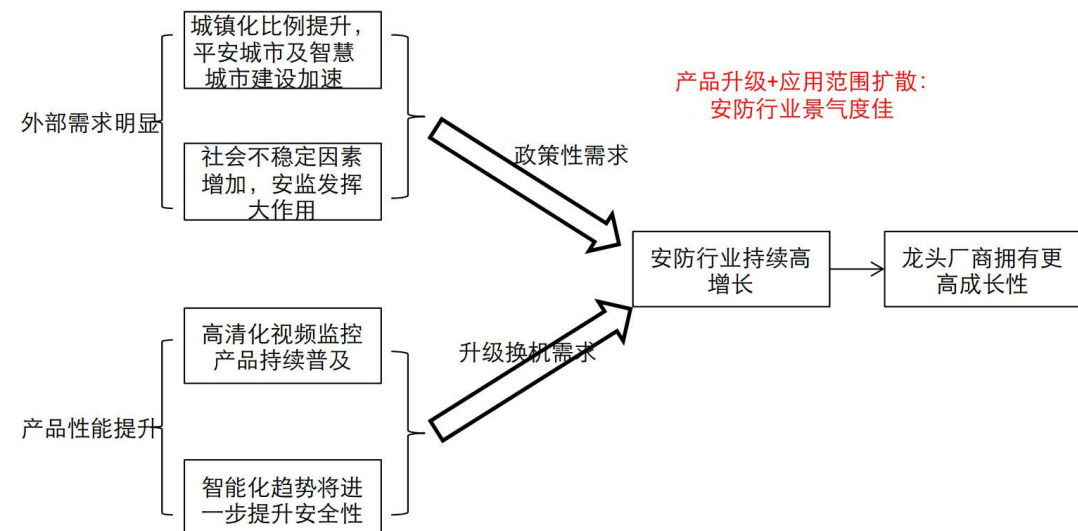 城镇化比例提升，
平安城市及智慧
城市建设加速
外部需求明显
社会不稳定因素
增加，安监发挥
大作用
政策性需求
产品升级+应用范围扩散：
安防行业景气度佳
安防行业持续高
增长
龙头厂商拥有更
高成长性
高清化视频监控
产品持续普及
升级换机需求
产品性能提升
智能化趋势将进
一步提升安全性